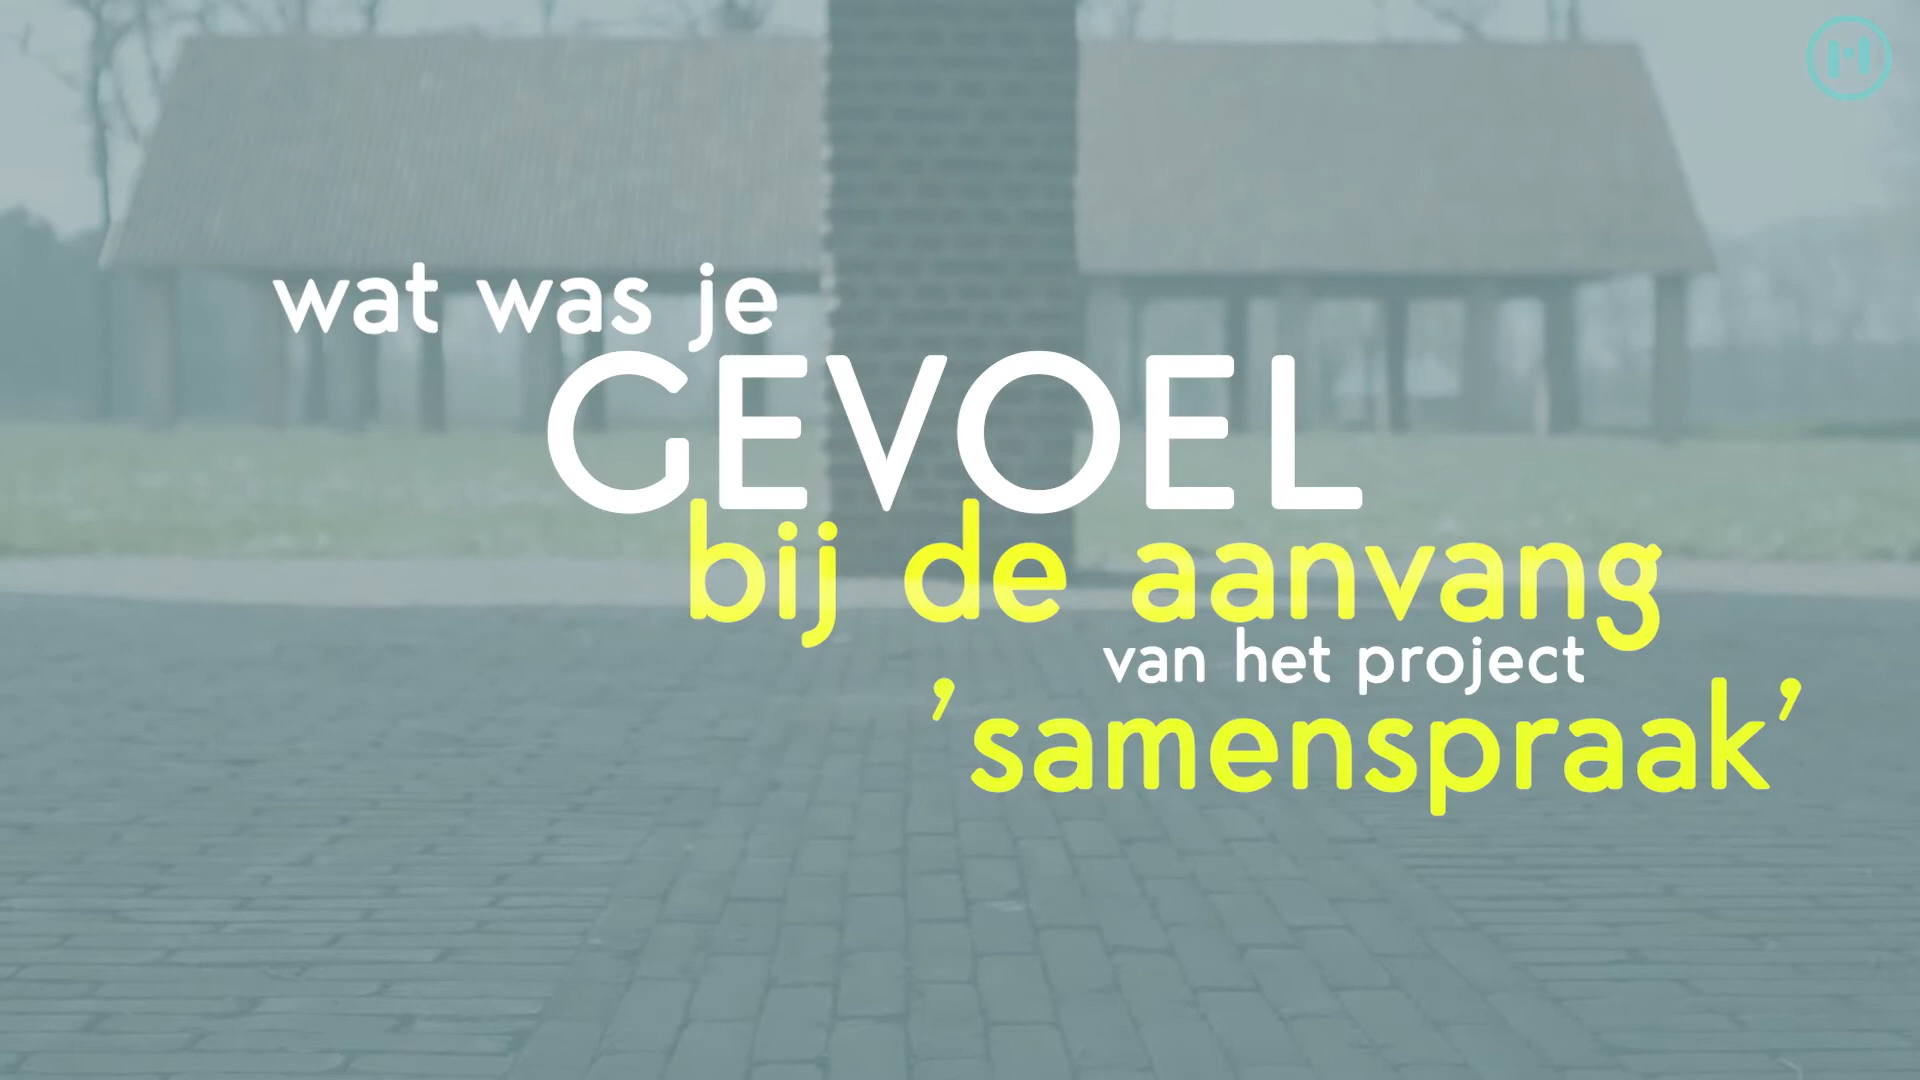 wat was je
GEVOEL
bij de aanvang
van het project
’samenspraak’